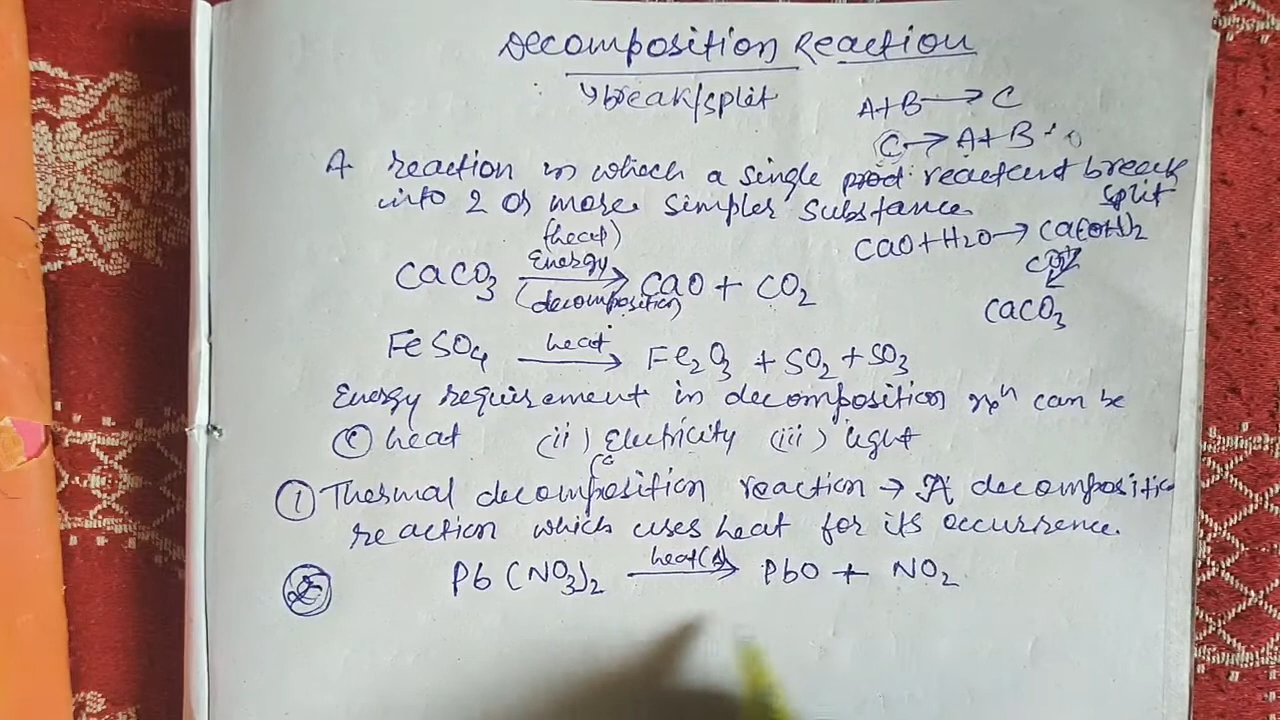 Decomposition Reaction
↳ break/split
A+B → C
C → A+B
A reaction in which a single reactant break
split
into 2 or more simpler substance.
CaO + H2O → Ca(OH)2
(heat)
Energy
CaCO3 → CaO + CO2
(decomposition)
CaCO3
FeSO4 heat → Fe2O3 + SO2 + SO3
Energy requirement in decomposition rxn can be
heat (ii) Electricity (iii) light
① Thermal decomposition reaction → A decomposition
reaction which uses heat for its occurrence.
Pb(NO3)2 heat(Δ) → PbO + NO2